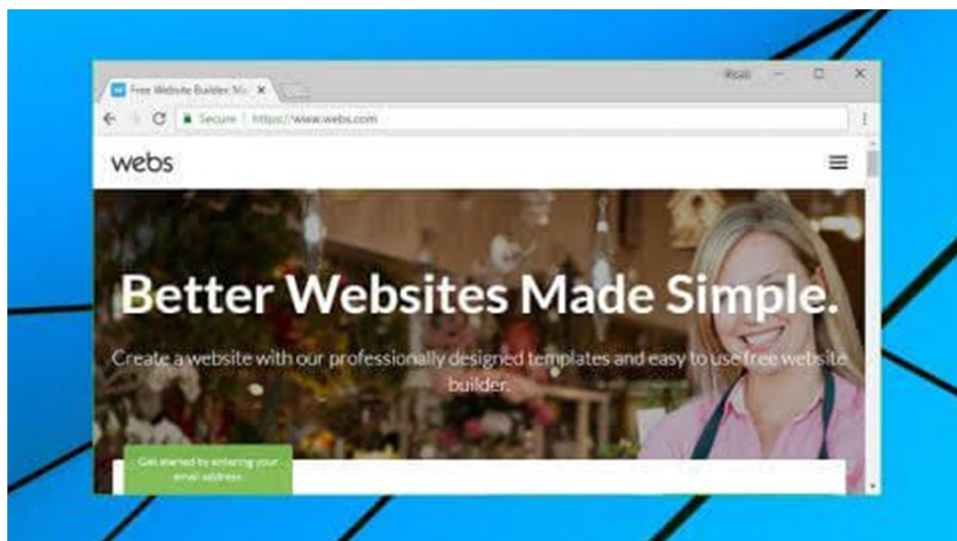 Free Website Builder: Ma
Secure | https://www.webs.com
webs
Better Websites Made Simple.
Create a website with our professionally designed templates and easy to use free website
builder.
Get started by entering your
email address